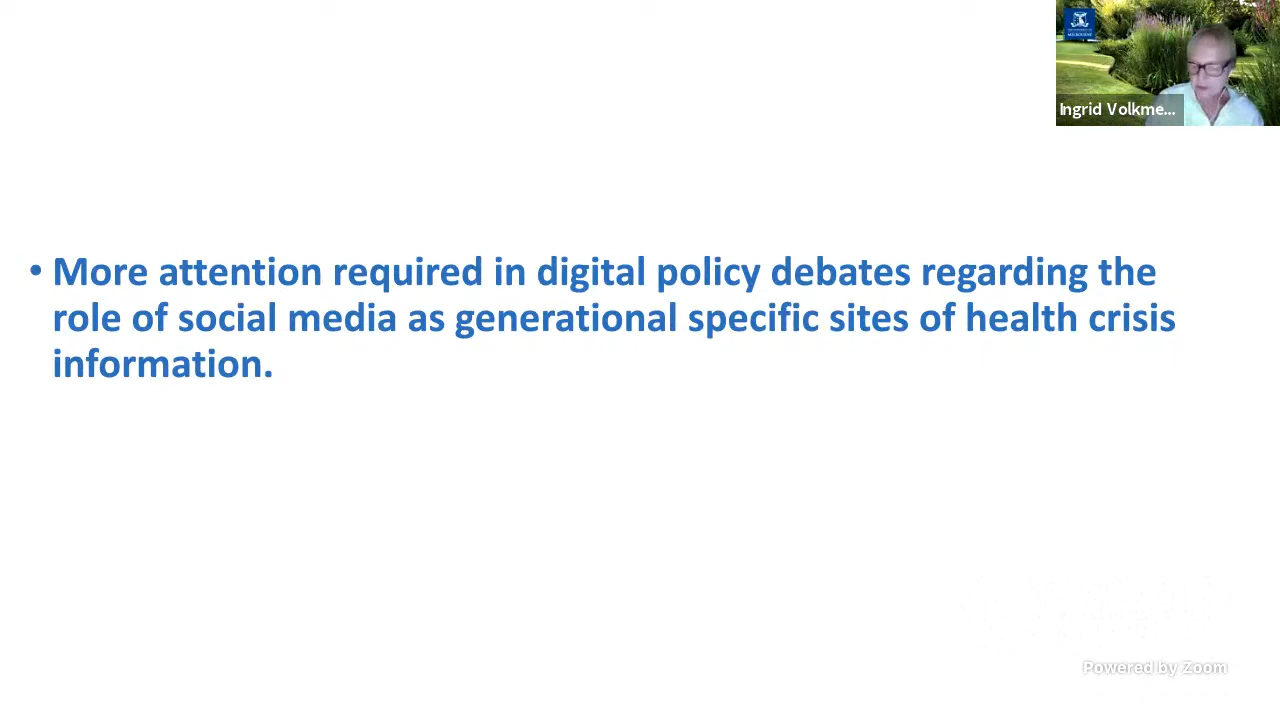 MELBOURNE
Ingrid Volkme...
• More attention required in digital policy debates regarding the
role of social media as generational specific sites of health crisis
information.
Powered by Zoom